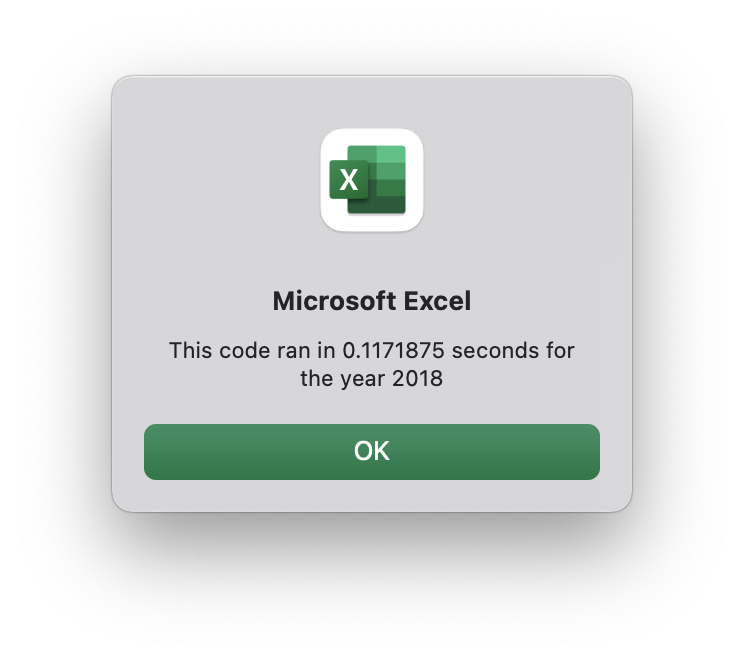 X
Microsoft Excel
This code ran in 0.1171875 seconds for
the year 2018
OK